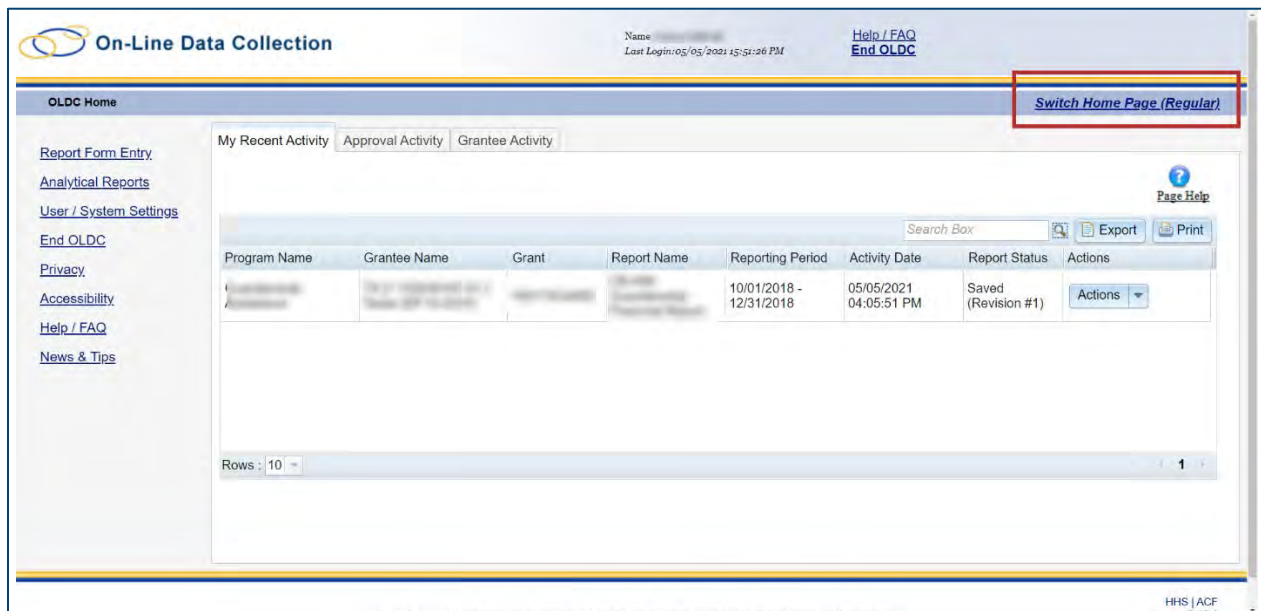 On-Line Data Collection
Name
Last Login:05/05/2021 15:51:26 PM
Help / FAQ
End OLDC
OLDC Home
Switch Home Page (Regular)
Report Form Entry
Analytical Reports
User / System Settings
End OLDC
Privacy
Accessibility
Help / FAQ
News & Tips
My Recent Activity
Approval Activity
Grantee Activity
Page Help
Search Box
Export
Print
Program Name
Grantee Name
Grant
Report Name
Reporting Period
Activity Date
Report Status
Actions
10/01/2018 -
12/31/2018
05/05/2021
04:05:51 PM
Saved
(Revision #1)
Actions
Rows : 10
1
HHS | ACF